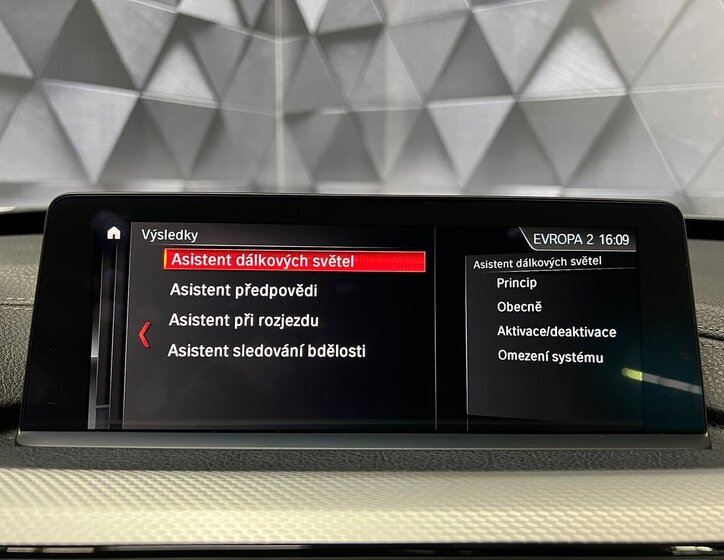 Výsledky
Asistent dálkových světel
Asistent předpovědi
Asistent při rozjezdu
Asistent sledování bdělosti
EVROPA 2 16:09
Asistent dálkových světel
Princip
Obecně
Aktivace/deaktivace
Omezení systému